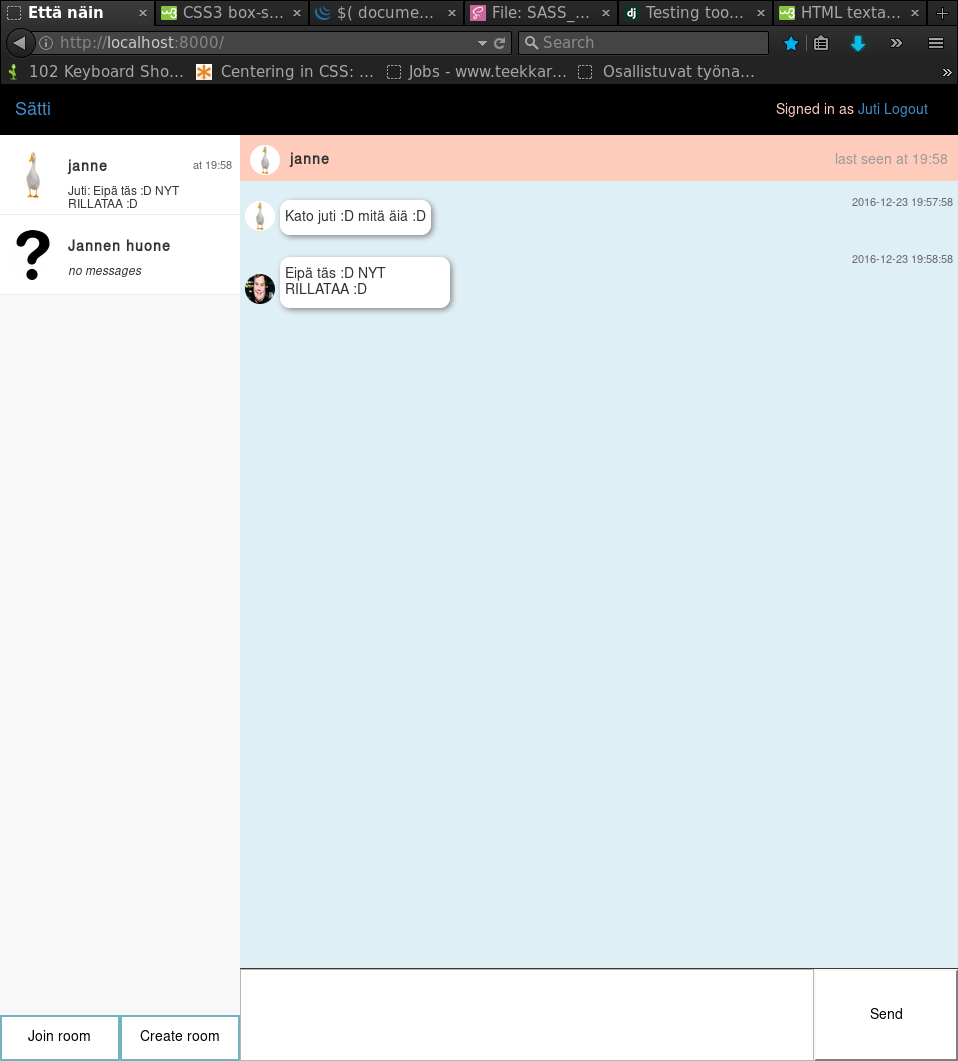 Että näin
CSS3 box-s...
$( docume...
File: SASS_...
Testing too...
HTML texta...
http://localhost:8000/
Search
102 Keyboard Sho...
Centering in CSS: ...
Jobs - www.teekkar...
Osallistuvat työna...
Sätti
Signed in as Juti Logout
janne
at 19:58
Juti: Eipä täs :D NYT
RILLATAA :D
Jannen huone
no messages
janne
last seen at 19:58
2016-12-23 19:57:58
Kato juti :D mitä äiä :D
2016-12-23 19:58:58
Eipä täs :D NYT
RILLATAA :D
Join room
Create room
Send